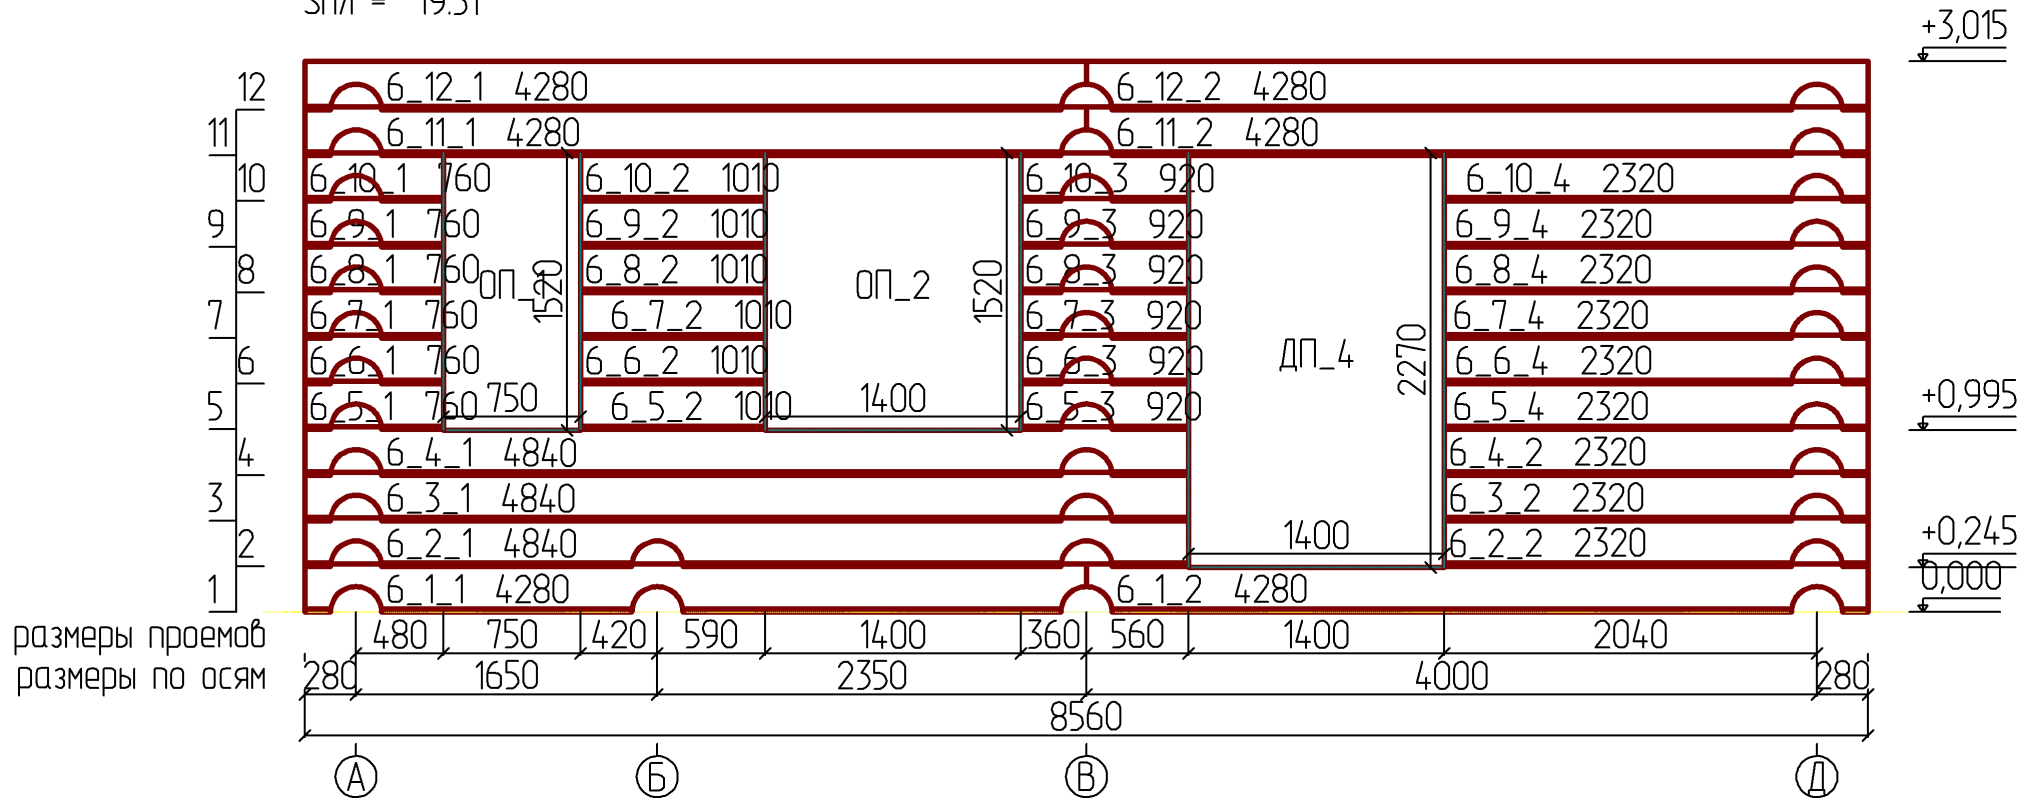 Sпл = 19.51
+3,015
12 6_12_1 4280 6_12_2 4280
11 6_11_1 4280 6_11_2 4280
10 6_10_1 760 6_10_2 1010 6_10_3 920 6_10_4 2320
9 6_9_1 760 6_9_2 1010 6_9_3 920 6_9_4 2320
8 6_8_1 760 6_8_2 1010 6_8_3 920 6_8_4 2320
ОП_1 1520 ОП_2 1520
7 6_7_1 760 6_7_2 1010 6_7_3 920 6_7_4 2320
ДП_4 2270
6 6_6_1 760 6_6_2 1010 6_6_3 920 6_6_4 2320
750 1400 +0,995
5 6_5_1 760 6_5_2 1010 6_5_3 920 6_5_4 2320
4 6_4_1 4840 6_4_2 2320
3 6_3_1 4840 6_3_2 2320
1400 +0,245
2 6_2_1 4840 6_2_2 2320
0,000
1 6_1_1 4280 6_1_2 4280
размеры проемов 480 750 420 590 1400 360 560 1400 2040
размеры по осям 280 1650 2350 4000 280
8560
А Б В Д